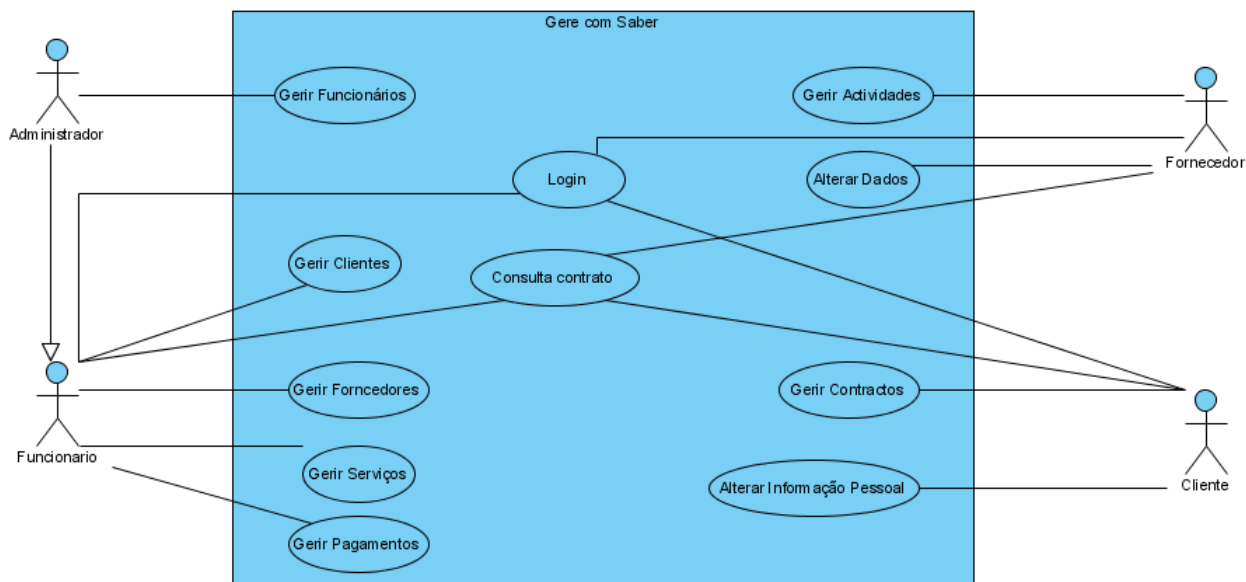 Gere com Saber
Gerir Funcionários
Gerir Actividades
Administrador
Fornecedor
Login
Alterar Dados
Gerir Clientes
Consulta contrato
Gerir Forncedores
Gerir Contractos
Funcionario
Gerir Serviços
Alterar Informação Pessoal
Cliente
Gerir Pagamentos